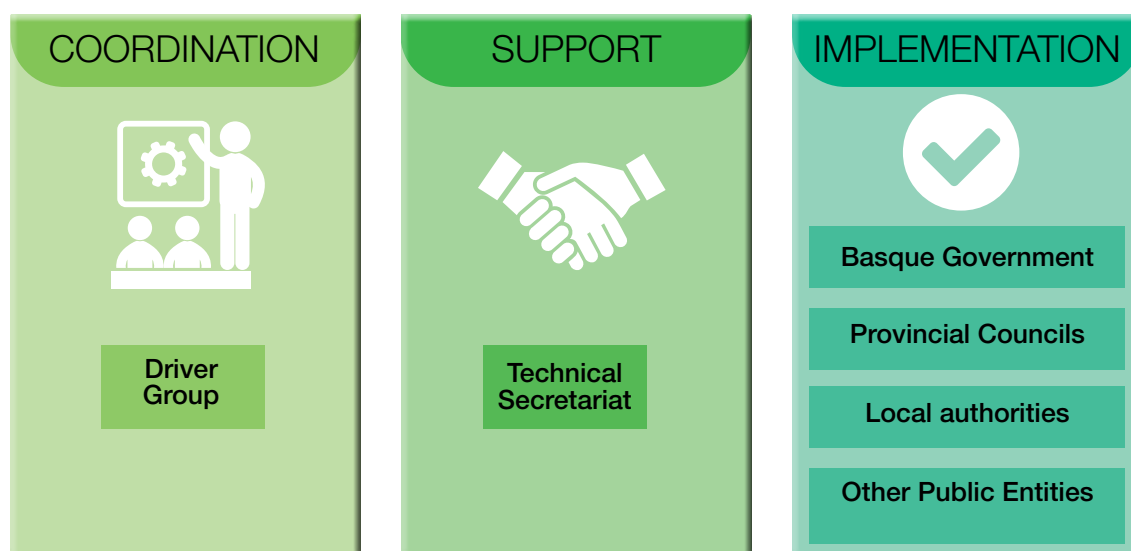 COORDINATION
Driver
Group
SUPPORT
Technical
Secretariat
IMPLEMENTATION
Basque Government
Provincial Councils
Local authorities
Other Public Entities